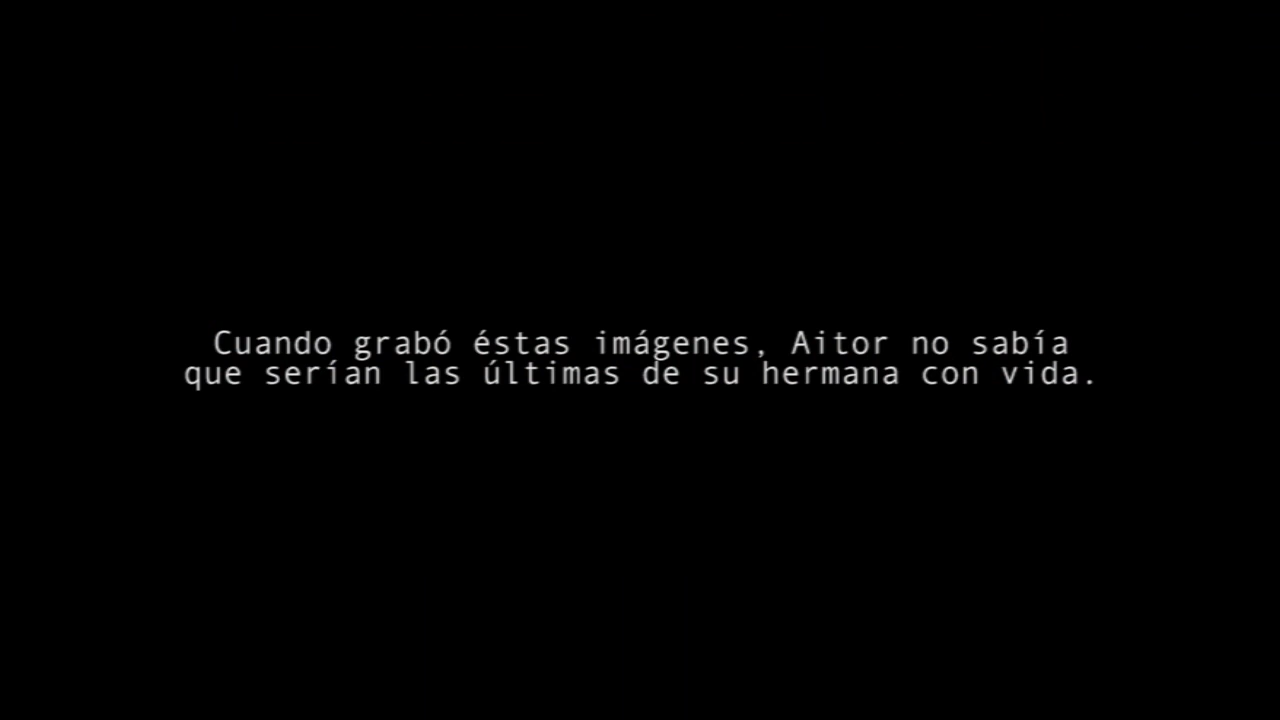 Cuando grabó éstas imágenes, Aitor no sabía
que serían las últimas de su hermana con vida.